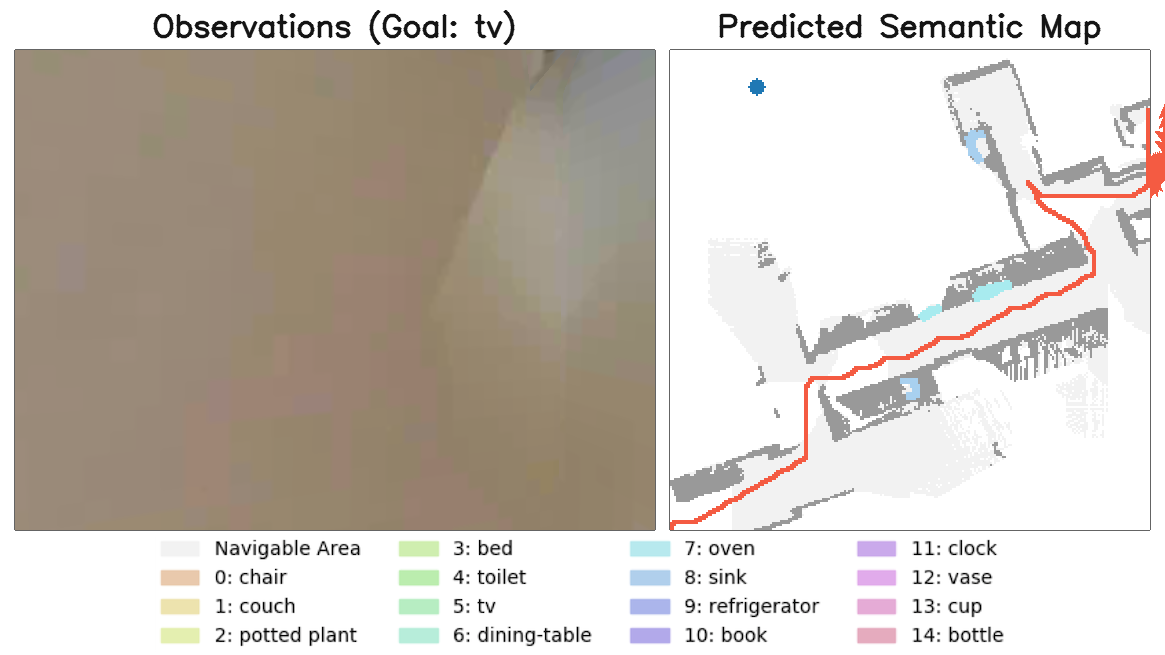 Observations (Goal: tv)
Predicted Semantic Map
Navigable Area
0: chair
1: couch
2: potted plant
3: bed
4: toilet
5: tv
6: dining-table
7: oven
8: sink
9: refrigerator
10: book
11: clock
12: vase
13: cup
14: bottle